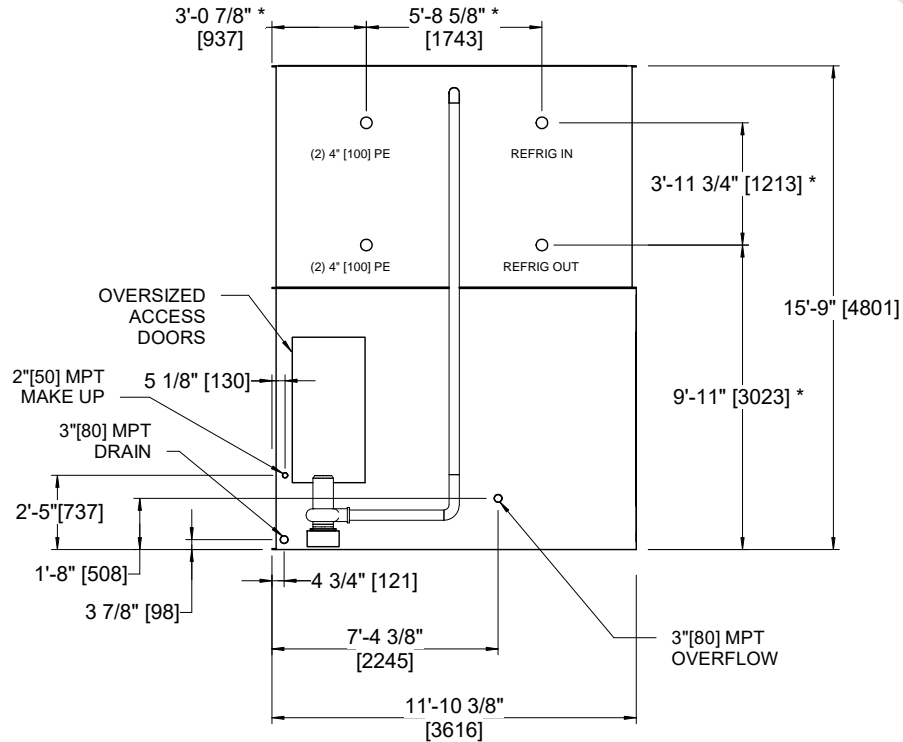 3'-0 7/8" *
[937]
5'-8 5/8" *
[1743]
(2) 4" [100] PE
REFRIG IN
3'-11 3/4" [1213] *
(2) 4" [100] PE
REFRIG OUT
OVERSIZED
ACCESS
DOORS
15'-9" [4801]
2"[50] MPT
MAKE UP
5 1/8" [130]
9'-11" [3023] *
3"[80] MPT
DRAIN
2'-5"[737]
1'-8" [508]
4 3/4" [121]
3 7/8" [98]
7'-4 3/8"
[2245]
3"[80] MPT
OVERFLOW
11'-10 3/8"
[3616]